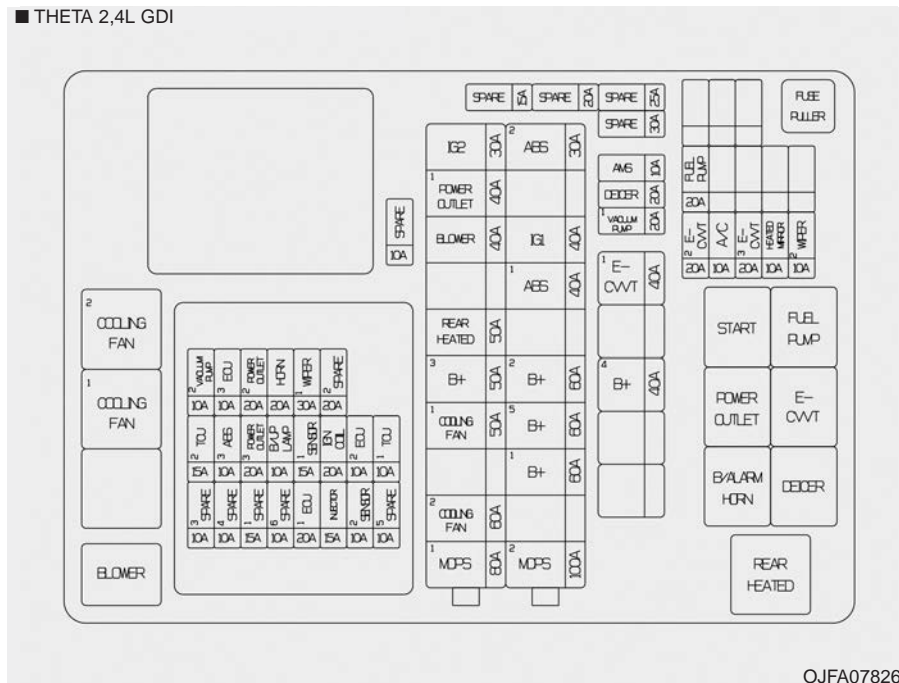 ■ THETA 2,4L GDI
SPARE 15A SPARE 20A SPARE 25A
SPARE 30A
FUSE
PULLER
IG2 30A
2 ABS 30A
1 POWER
OUTLET 40A
BLOWER 40A
IG1 40A
1 ABS 40A
REAR
HEATED 50A
3 B+ 50A
2 B+ 60A
1 COOLING
FAN 50A
5 B+ 60A
1 B+ 60A
2 COOLING
FAN 60A
1 MDPS 80A
2 MDPS 100A
SPARE 10A
AMS 10A
DEICER 20A
1 VACUUM
PUMP 20A
1 E-
CVVT 40A
4 B+ 40A
FUEL
PUMP 20A
2 E-
CVVT 20A
A/C 10A
3 E-
CVVT 20A
HEATED
MIRROR 10A
2 WIPER 10A
START
FUEL
PUMP
POWER
OUTLET
E-
CVVT
B/ALARM
HORN
DEICER
REAR
HEATED
2 COOLING
FAN
1 COOLING
FAN
BLOWER
2 VACUUM
PUMP 10A
3 ECU 10A
2 POWER
OUTLET 20A
HORN 20A
1 WIPER 30A
2 SPARE 20A
2 TCU 15A
3 ABS 10A
3 POWER
OUTLET 20A
B/UP
LAMP 10A
1 SENSOR 15A
IGN
COIL 20A
2 ECU 10A
1 TCU 10A
3 SPARE 10A
4 SPARE 10A
1 SPARE 15A
6 SPARE 10A
1 ECU 20A
INJECTOR 15A
2 SENSOR 10A
5 SPARE 10A
OJFA07826